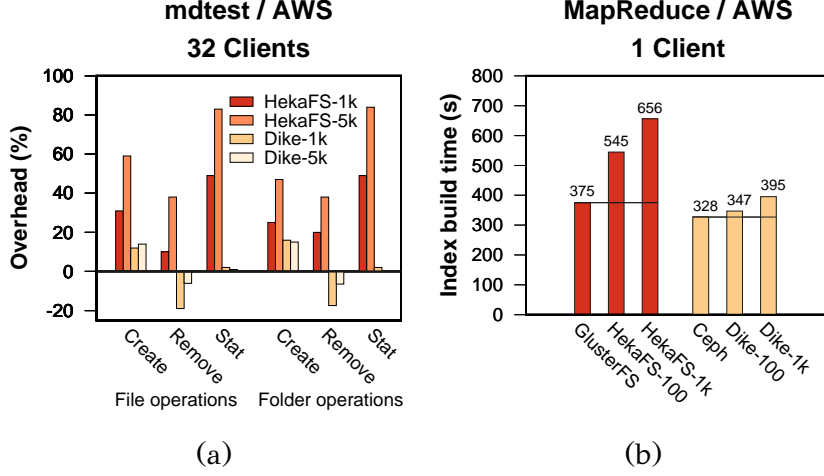 mdtest / AWS
32 Clients
Overhead (%)
100
80
60
40
20
0
-20
HekaFS-1k
HekaFS-5k
Dike-1k
Dike-5k
Create
Remove
Stat
Create
Remove
Stat
File operations
Folder operations
(a)
MapReduce / AWS
1 Client
Index build time (s)
800
700
600
500
400
300
200
100
0
375
545
656
328
347
395
GlusterFS
HekaFS-100
HekaFS-1k
Ceph
Dike-100
Dike-1k
(b)